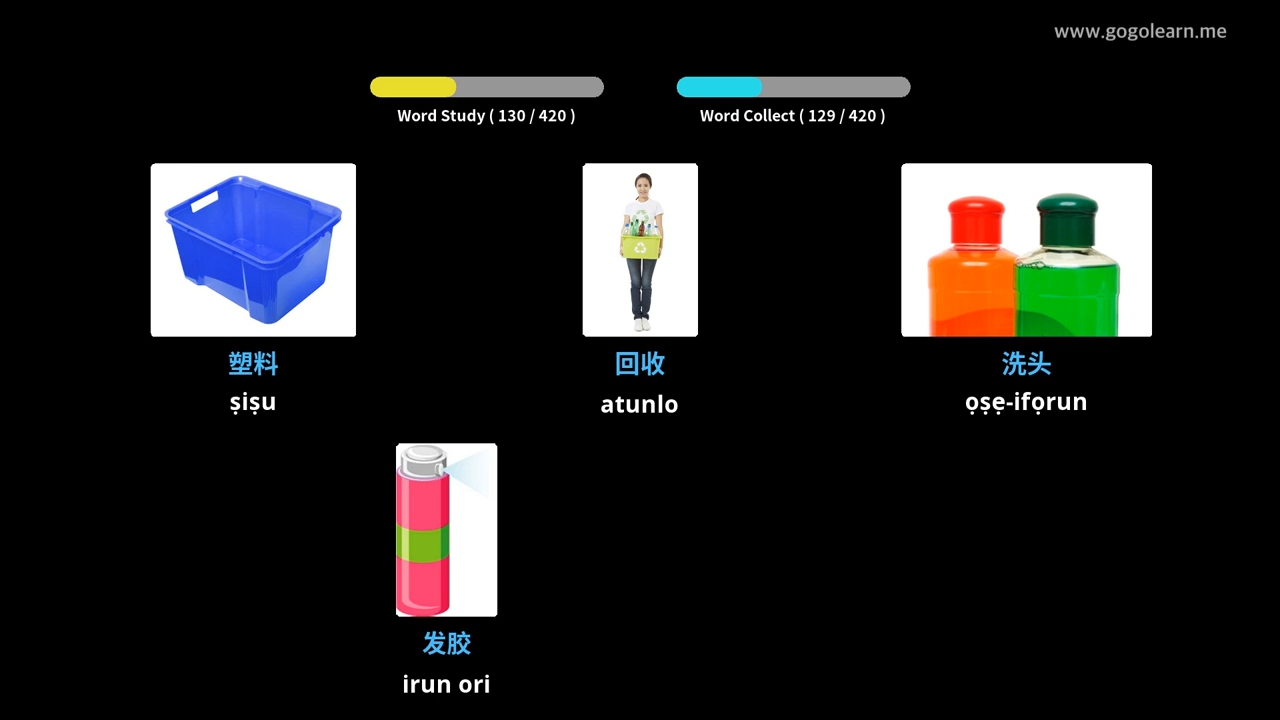 www.gogolearn.me
Word Study ( 130 / 420 )
Word Collect ( 129 / 420 )
塑料
ṣiṣu
回收
atunlo
洗头
ọṣẹ-ifọrun
发胶
irun ori